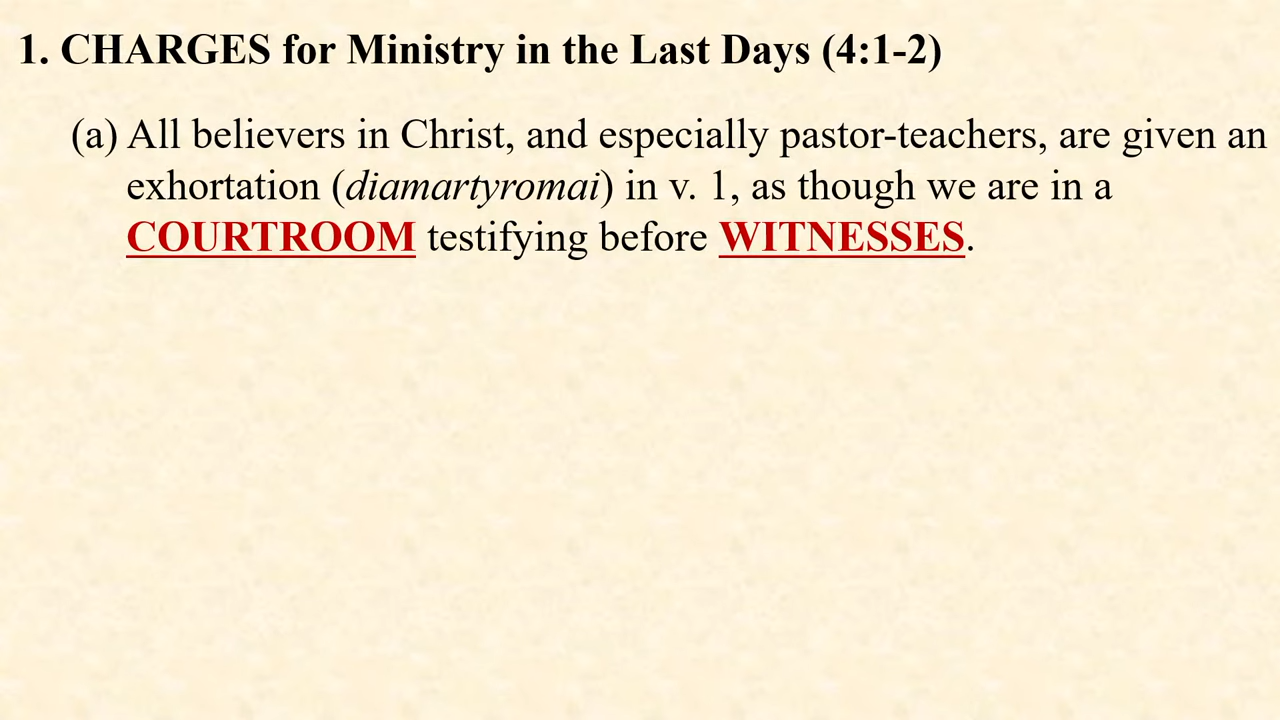 1. CHARGES for Ministry in the Last Days (4:1-2)
(a) All believers in Christ, and especially pastor-teachers, are given an
exhortation (diamartyromai) in v. 1, as though we are in a
COURTROOM testifying before WITNESSES.